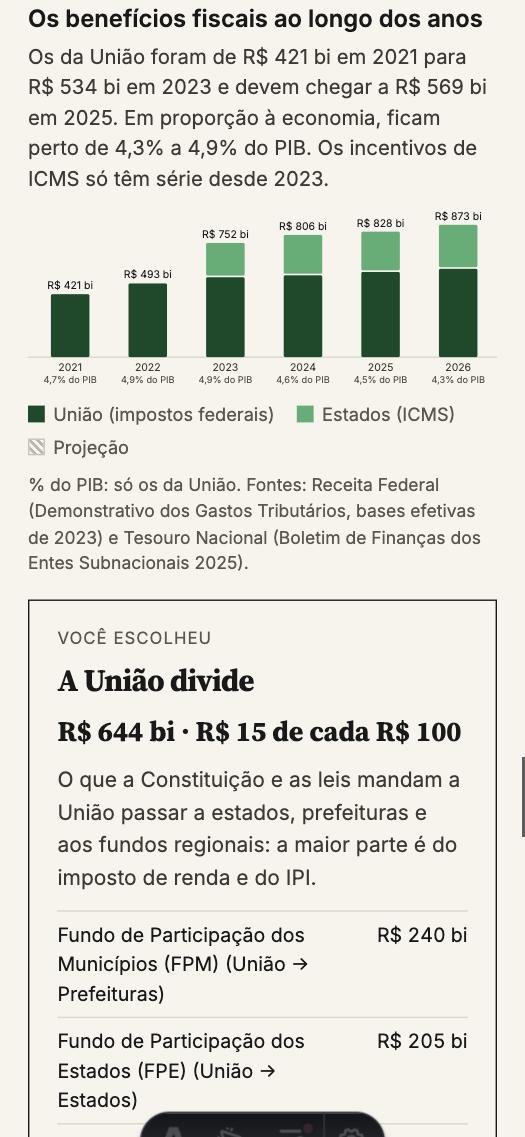 Os benefícios fiscais ao longo dos anos
Os da União foram de R$ 421 bi em 2021 para
R$ 534 bi em 2023 e devem chegar a R$ 569 bi
em 2025. Em proporção à economia, ficam
perto de 4,3% a 4,9% do PIB. Os incentivos de
ICMS só têm série desde 2023.
R$ 421 bi
R$ 493 bi
R$ 752 bi
R$ 806 bi
R$ 828 bi
R$ 873 bi
2021
4,7% do PIB
2022
4,9% do PIB
2023
4,9% do PIB
2024
4,6% do PIB
2025
4,5% do PIB
2026
4,3% do PIB
União (impostos federais)
Estados (ICMS)
Projeção
% do PIB: só os da União. Fontes: Receita Federal
(Demonstrativo dos Gastos Tributários, bases efetivas
de 2023) e Tesouro Nacional (Boletim de Finanças dos
Entes Subnacionais 2025).
VOCÊ ESCOLHEU
A União divide
R$ 644 bi · R$ 15 de cada R$ 100
O que a Constituição e as leis mandam a
União passar a estados, prefeituras e
aos fundos regionais: a maior parte é do
imposto de renda e do IPI.
Fundo de Participação dos
Municípios (FPM) (União →
Prefeituras)
R$ 240 bi
Fundo de Participação dos
Estados (FPE) (União →
Estados)
R$ 205 bi